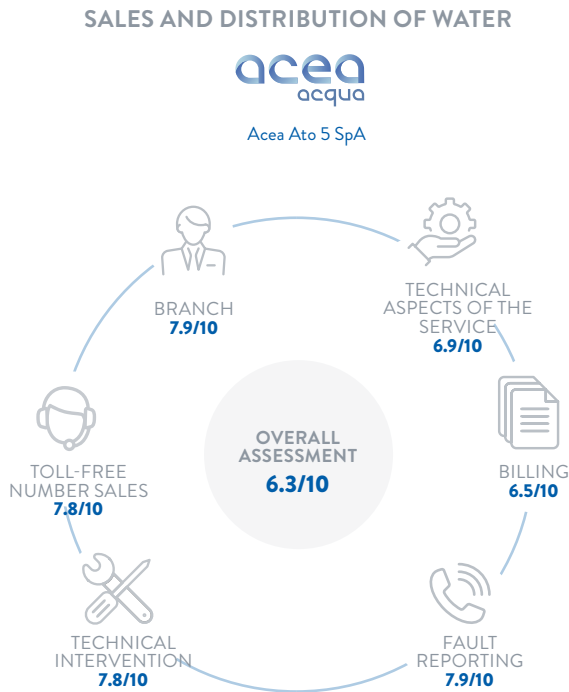 SALES AND DISTRIBUTION OF WATER
acea
acqua
Acea Ato 5 SpA
BRANCH
7.9/10
TECHNICAL
ASPECTS OF THE
SERVICE
6.9/10
OVERALL
ASSESSMENT
6.3/10
TOLL-FREE
NUMBER SALES
7.8/10
BILLING
6.5/10
TECHNICAL
INTERVENTION
7.8/10
FAULT
REPORTING
7.9/10